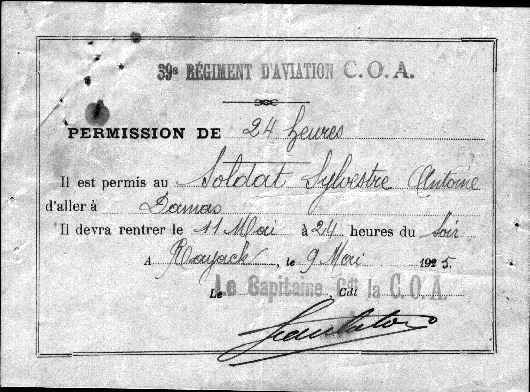 39e RÉGIMENT D'AVIATION C. O. A.
PERMISSION DE 24 heures
Il est permis au Soldat Sylvestre Antoine
d'aller à Damas
Il devra rentrer le 11 Mai à 24 heures du Soir
A Rayack, le 9 Mai 1925.
Le Le Capitaine Cdt la C. O. A.